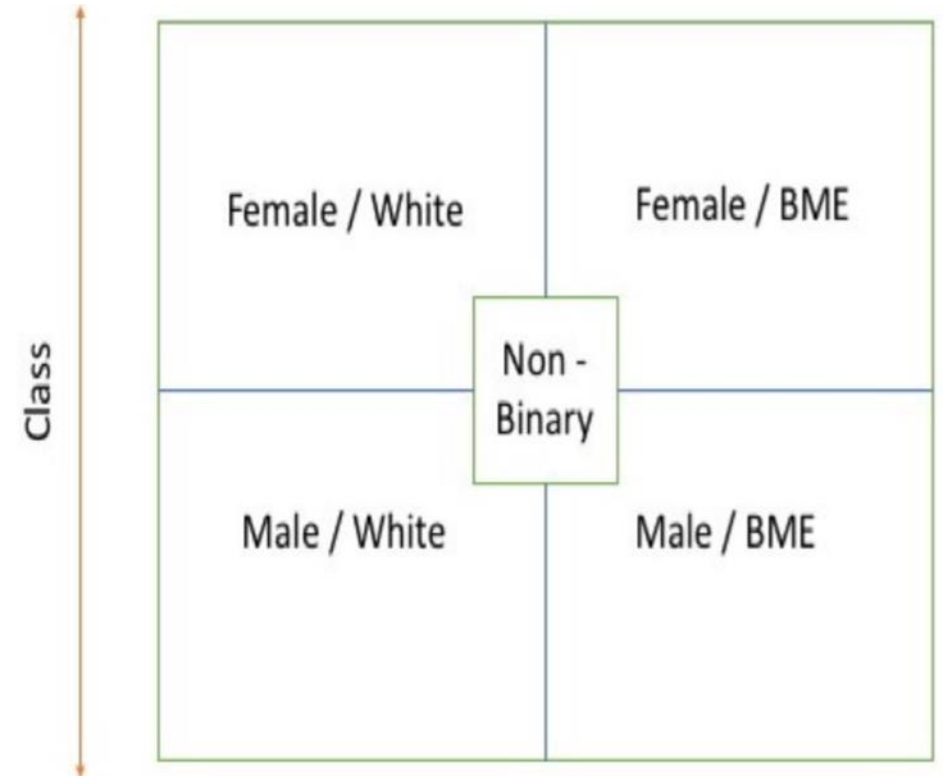 Female / White
Female / BME
Class
Non -
Binary
Male / White
Male / BME